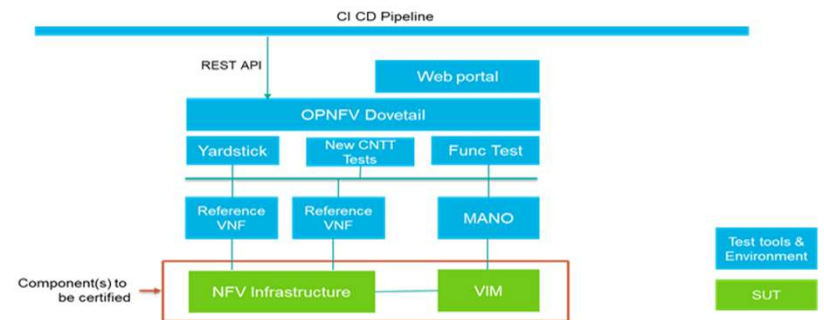 CI CD Pipeline
REST API
Web portal
OPNFV Dovetail
Yardstick
New CNTT
Tests
Func Test
Reference
VNF
Reference
VNF
MANO
Test tools &
Environment
Component(s) to
be certified
NFV Infrastructure
VIM
SUT